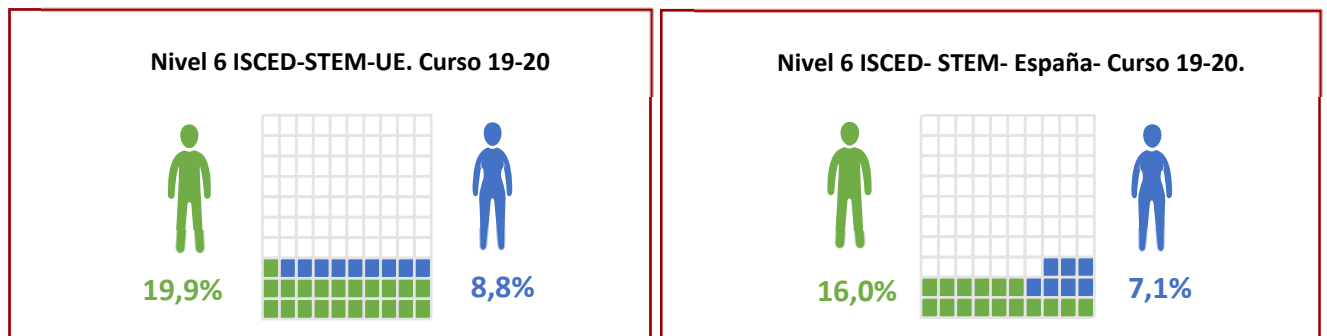 Nivel 6 ISCED-STEM-UE. Curso 19-20
19,9%
8,8%
Nivel 6 ISCED- STEM- España- Curso 19-20.
16,0%
7,1%